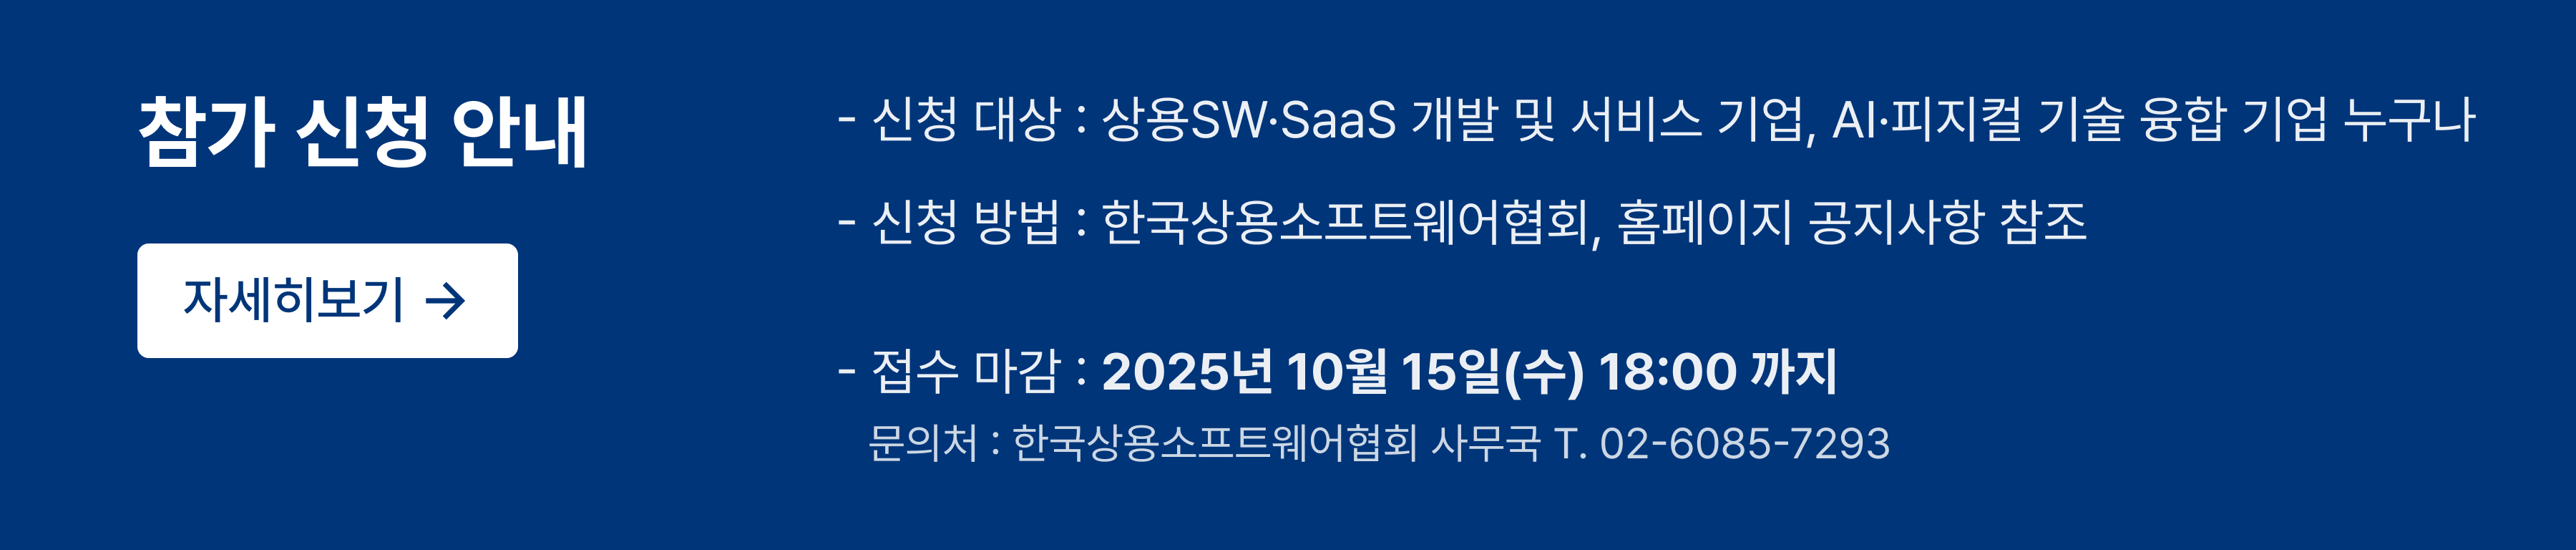 참가 신청 안내
자세히보기 →
- 신청 대상 : 상용SW·SaaS 개발 및 서비스 기업, AI·피지컬 기술 융합 기업 누구나
- 신청 방법 : 한국상용소프트웨어협회, 홈페이지 공지사항 참조
- 접수 마감 : 2025년 10월 15일(수) 18:00 까지
문의처 : 한국상용소프트웨어협회 사무국 T. 02-6085-7293